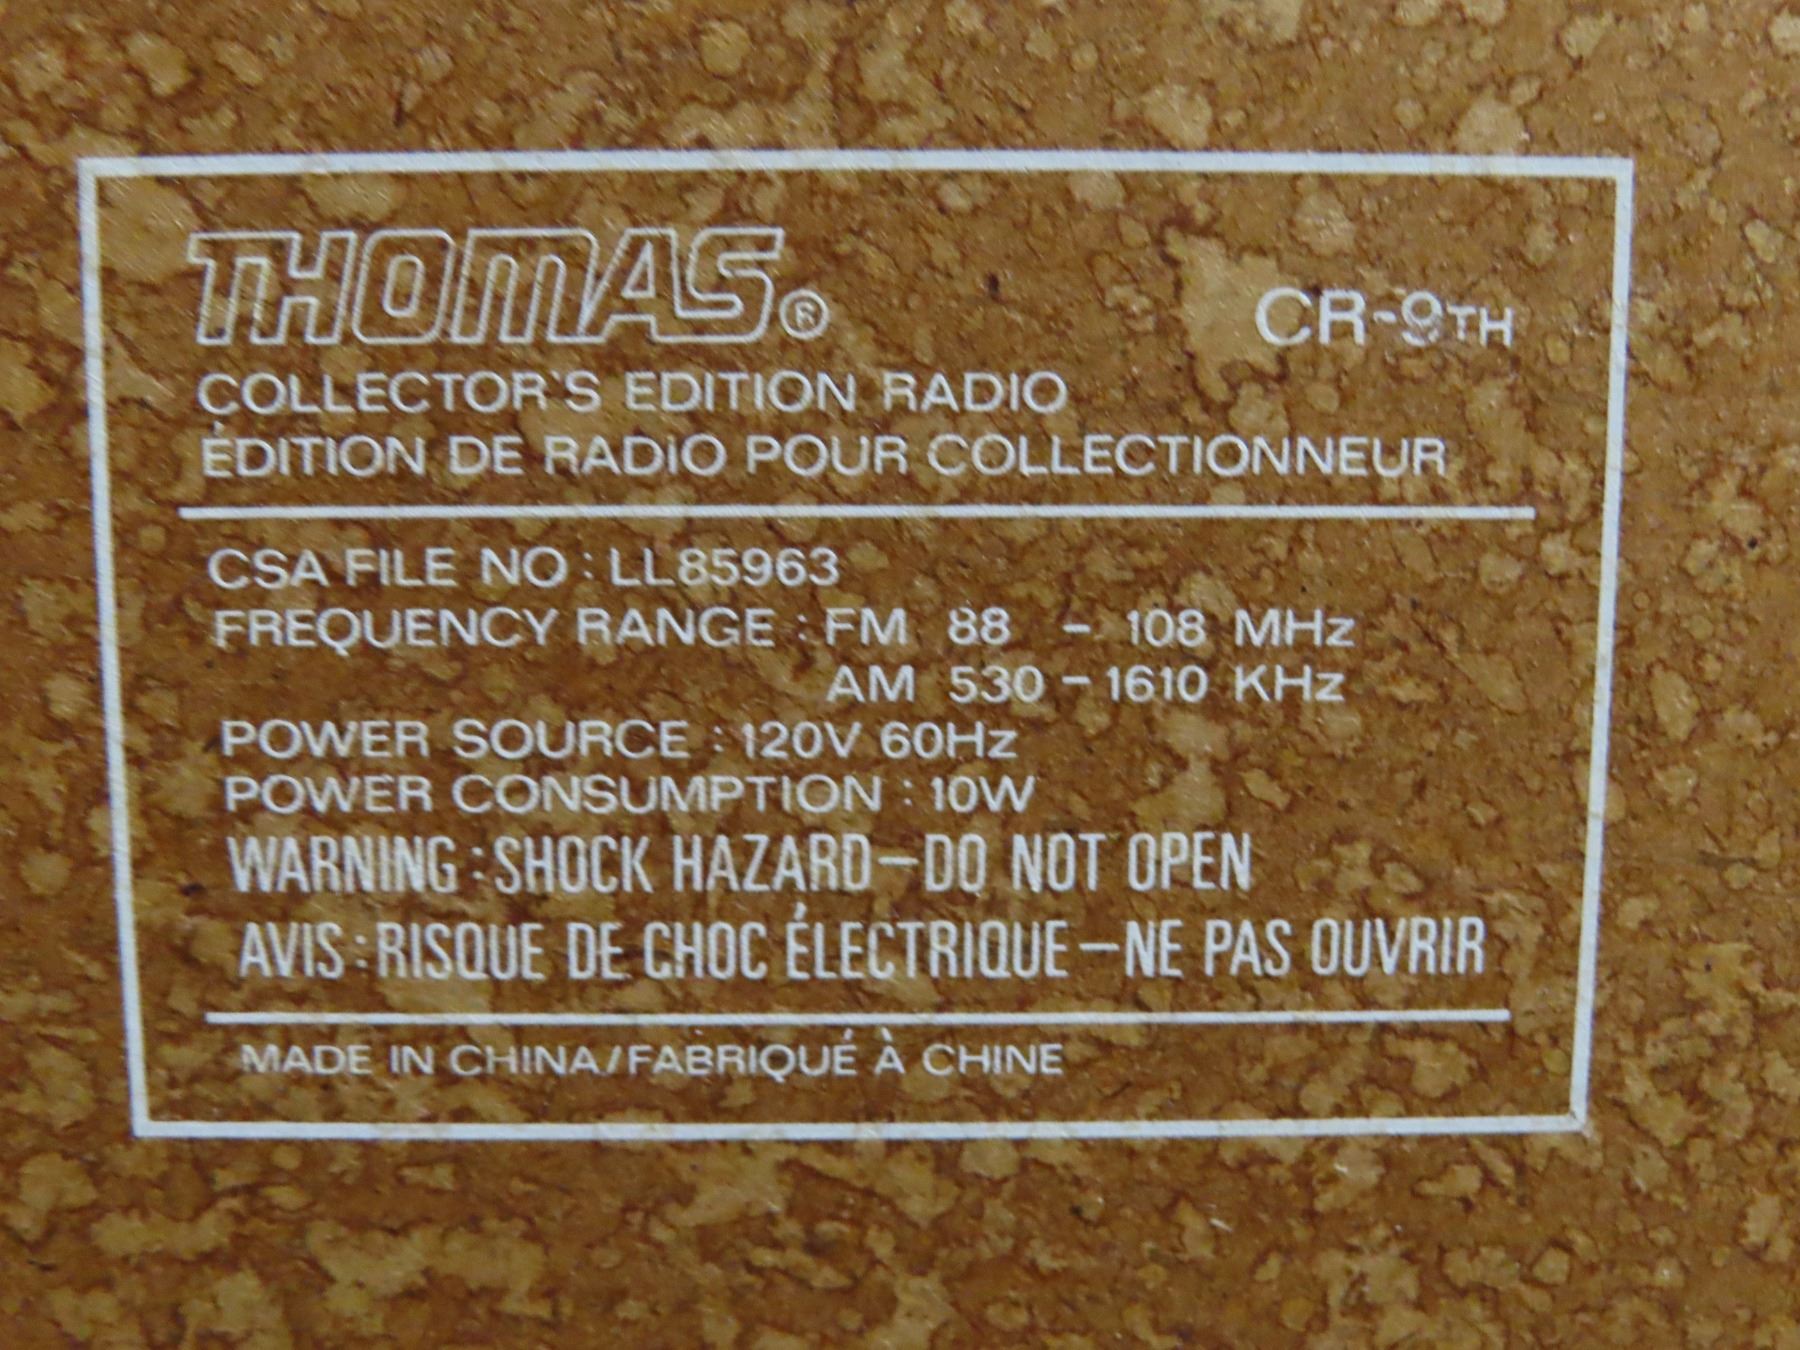 THOMAS®
CR-9TH
COLLECTOR'S EDITION RADIO
ÉDITION DE RADIO POUR COLLECTIONNEUR
CSA FILE NO : LL85963
FREQUENCY RANGE : FM 88 - 108 MHz
AM 530 - 1610 KHz
POWER SOURCE : 120V 60Hz
POWER CONSUMPTION : 10W
WARNING : SHOCK HAZARD — DO NOT OPEN
AVIS : RISQUE DE CHOC ÉLECTRIQUE — NE PAS OUVRIR
MADE IN CHINA / FABRIQUÉ À CHINE